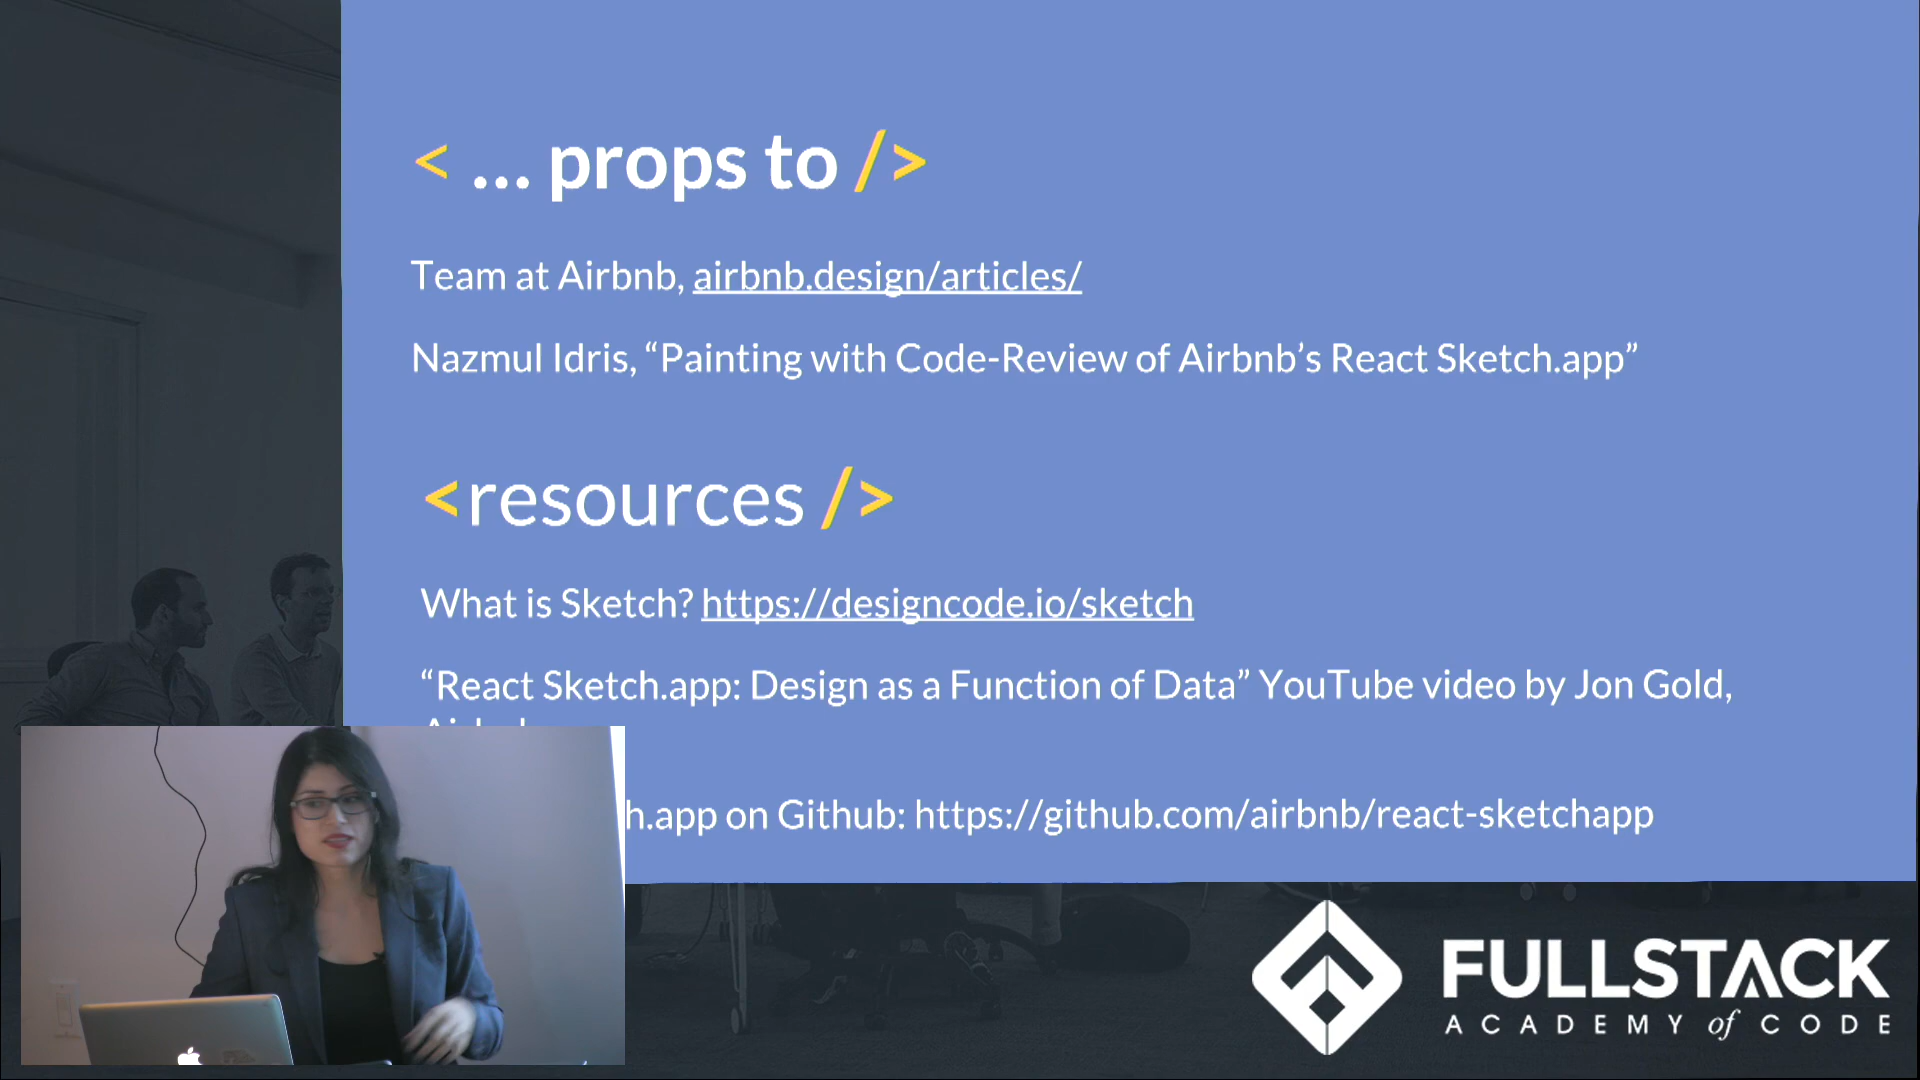 < ... props to />
Team at Airbnb, airbnb.design/articles/
Nazmul Idris, “Painting with Code-Review of Airbnb’s React Sketch.app”
<resources />
What is Sketch? https://designcode.io/sketch
“React Sketch.app: Design as a Function of Data” YouTube video by Jon Gold,
h.app on Github: https://github.com/airbnb/react-sketchapp
FULLSTACK
ACADEMY of CODE